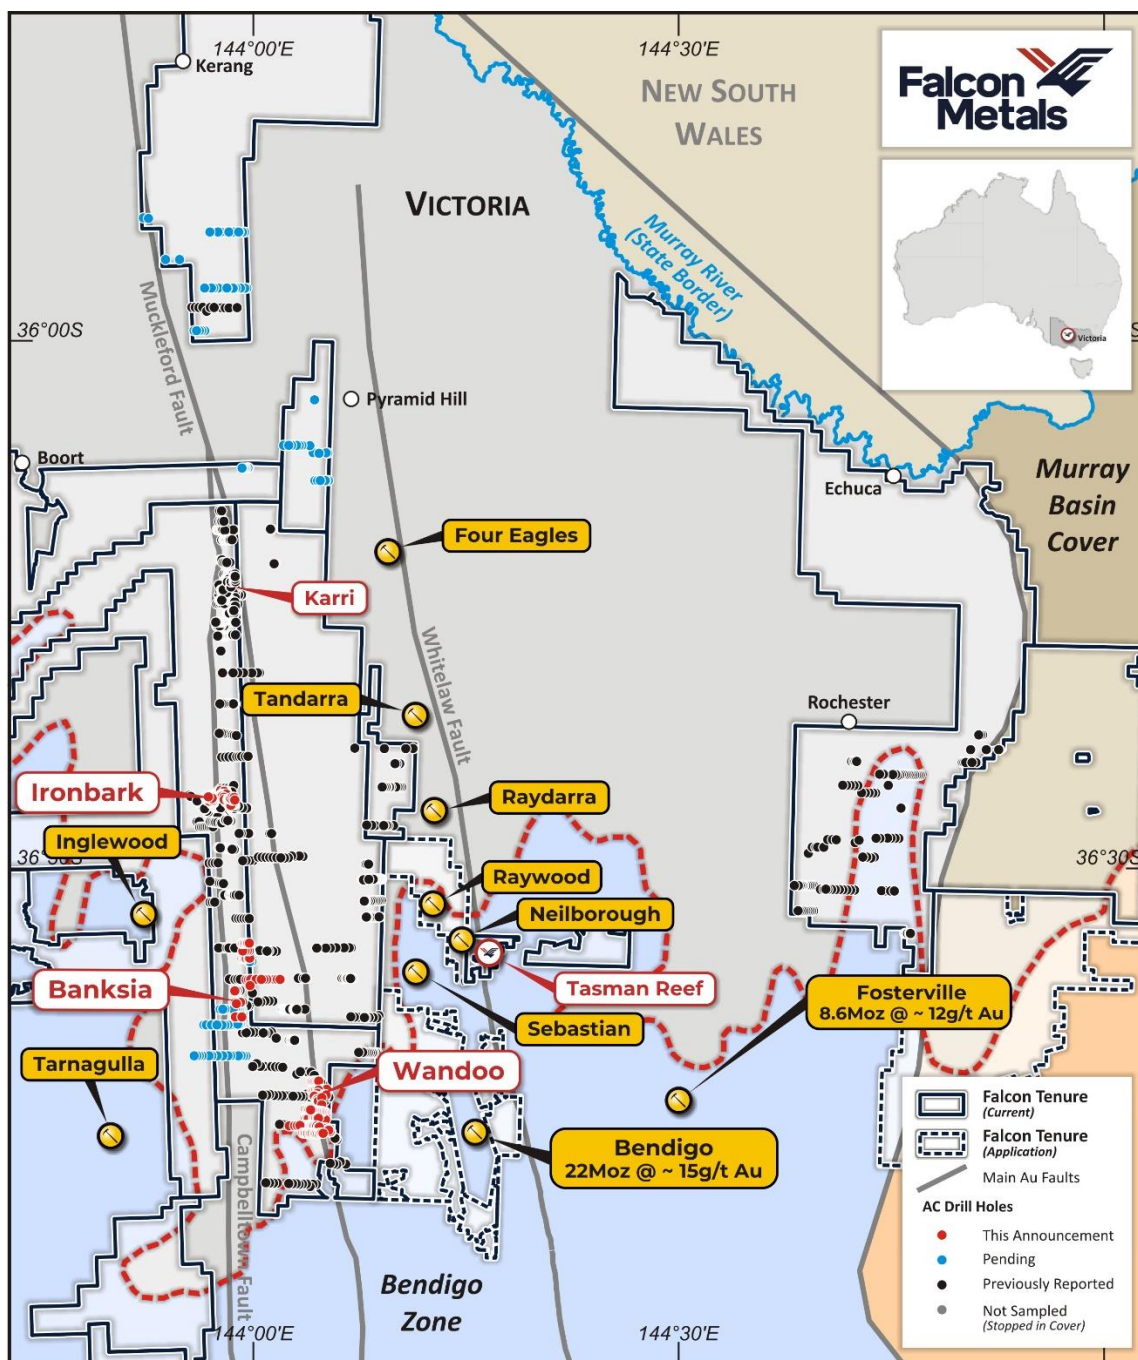 144°00'E
144°30'E
Kerang
NEW SOUTH
WALES
Falcon
Metals
VICTORIA
Murray River
(State Border)
Victoria
Muckleford Fault
36°00'S
Pyramid Hill
Boort
Echuca
Murray
Basin
Cover
Four Eagles
Karri
Whitelaw Fault
Tandarra
Rochester
Ironbark
Raydarra
Inglewood
36°30'S
Raywood
Neilborough
Banksia
Tasman Reef
Fosterville
8.6Moz @ ~ 12g/t Au
Sebastian
Tarnagulla
Wandoo
Bendigo
22Moz @ ~ 15g/t Au
Campbelltown Fault
Bendigo
Zone
Falcon Tenure
(Current)
Falcon Tenure
(Application)
Main Au Faults
AC Drill Holes
This Announcement
Pending
Previously Reported
Not Sampled
(Stopped in Cover)
144°00'E
144°30'E